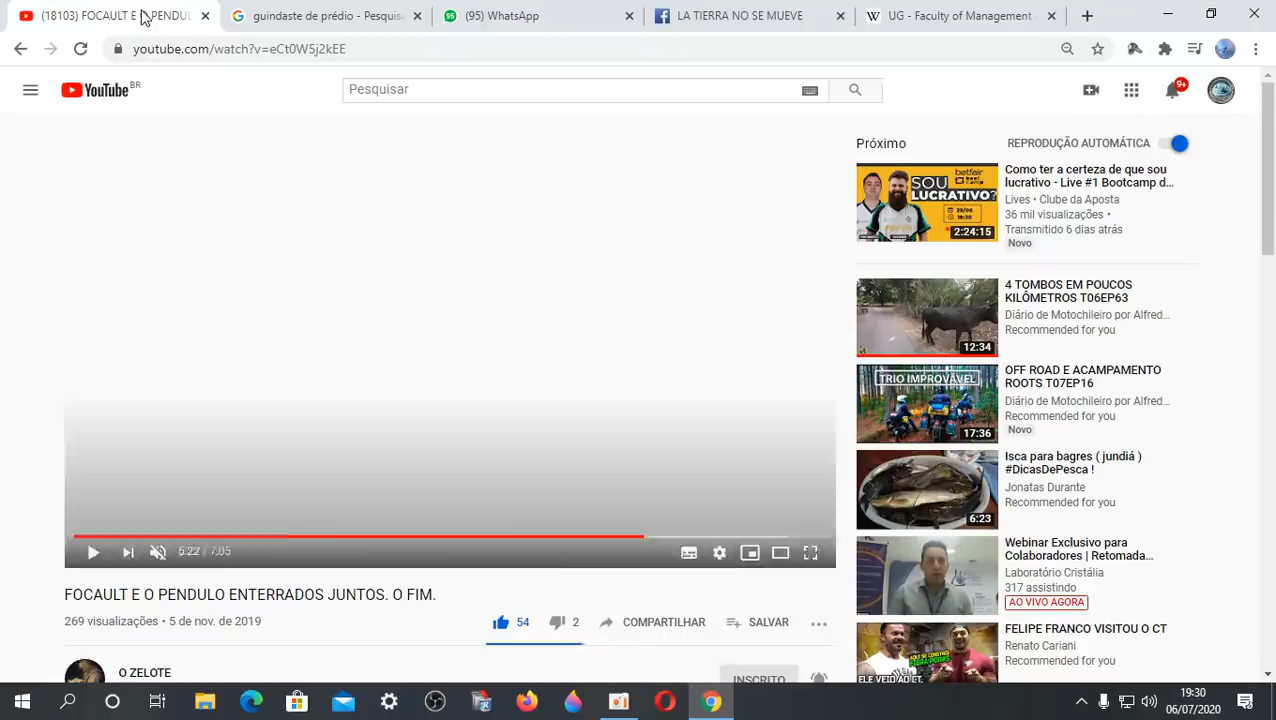 (18103) FOCAULT E O PENDUL
guindaste de prédio - Pesquis
(95) WhatsApp
LA TIERRA NO SE MUEVE
UG - Faculty of Management -
youtube.com/watch?v=eCt0W5j2kEE
YouTube BR
Pesquisar
9+
Próximo
REPRODUÇÃO AUTOMÁTICA
SOU LUCRATIVO?
betfair
2:24:15
Como ter a certeza de que sou
lucrativo - Live #1 Bootcamp d...
Lives • Clube da Aposta
36 mil visualizações •
Transmitido 6 dias atrás
Novo
12:34
4 TOMBOS EM POUCOS
KILÔMETROS T06EP63
Diário de Motochileiro por Alfred...
Recommended for you
TRIO IMPROVÁVEL
17:36
OFF ROAD E ACAMPAMENTO
ROOTS T07EP16
Diário de Motochileiro por Alfred...
Recommended for you
Novo
6:23
Isca para bagres ( jundiá )
#DicasDePesca !
Jonatas Durante
Recommended for you
Webinar Exclusivo para
Colaboradores | Retomada...
Laboratório Cristália
317 assistindo
AO VIVO AGORA
ELE VEIO AO CT
FELIPE FRANCO VISITOU O CT
Renato Cariani
Recommended for you
5:22 / 7:05
FOCAULT E O PENDULO ENTERRADOS JUNTOS. O FIM.
269 visualizações • 5 de nov. de 2019
54
2
COMPARTILHAR
SALVAR
O ZELOTE
INSCRITO
19:30
06/07/2020